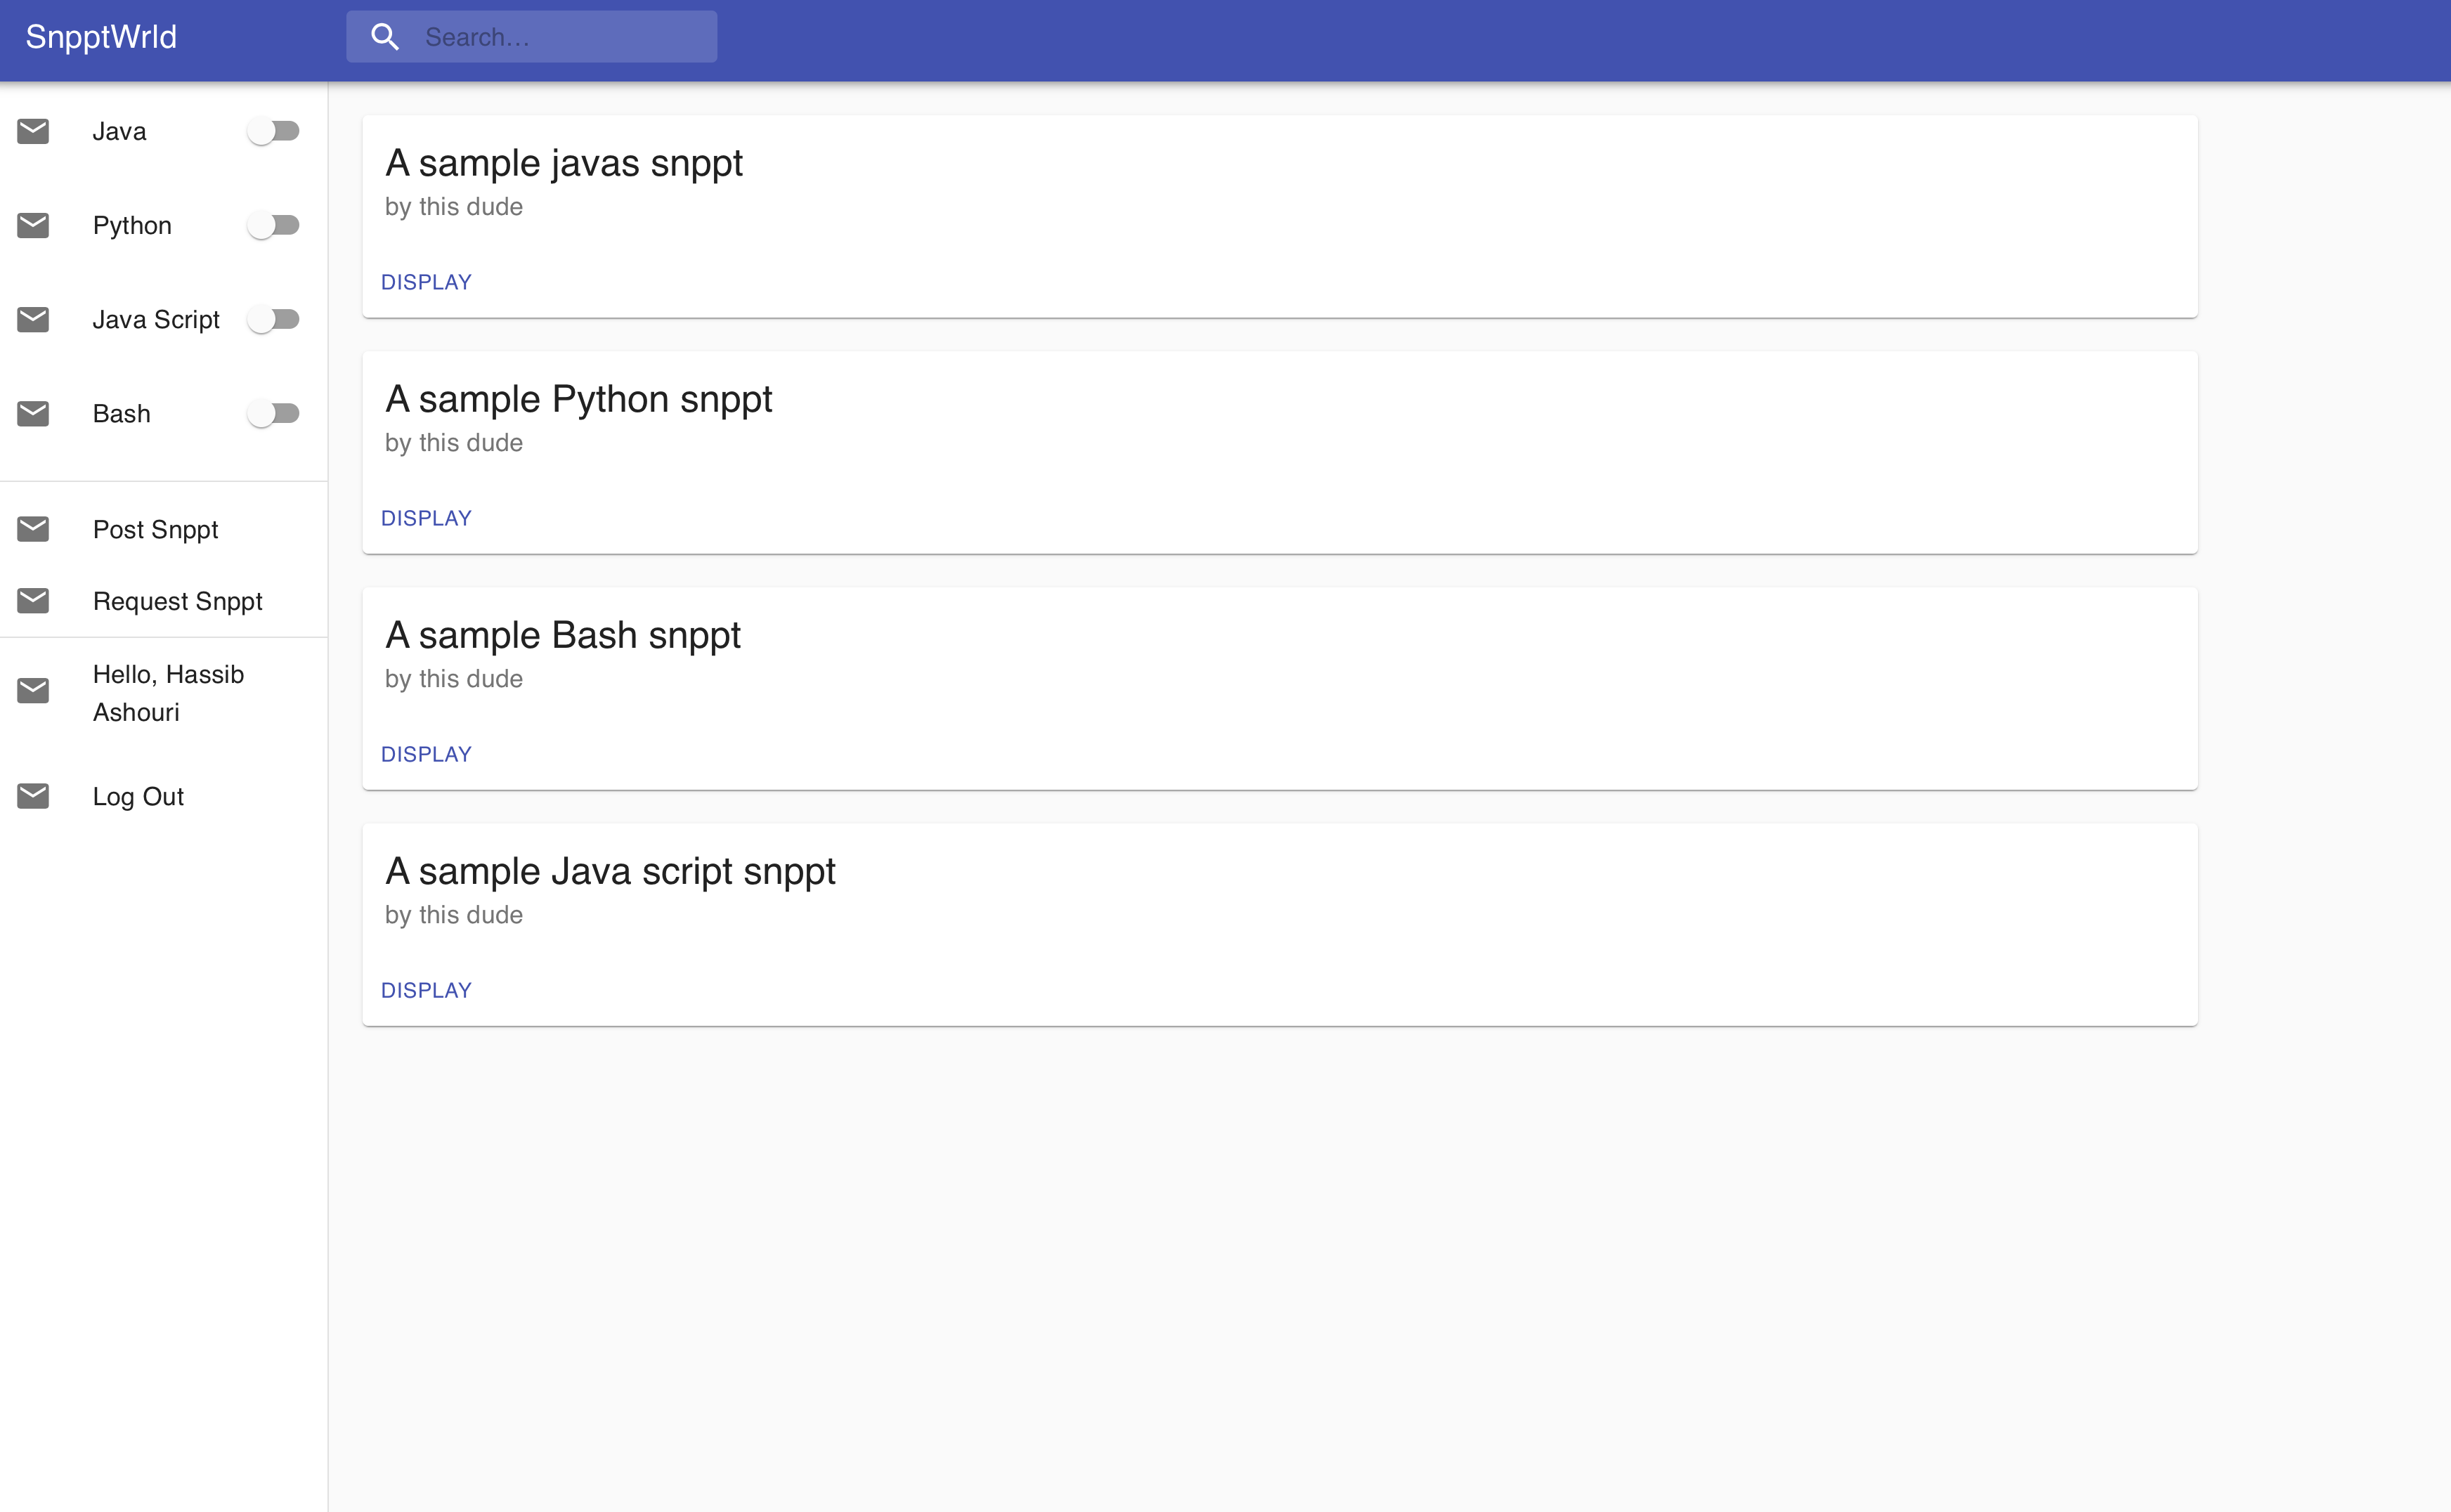 SnpptWrld
Search...
Java
Python
Java Script
Bash
Post Snppt
Request Snppt
Hello, Hassib
Ashouri
Log Out
A sample javas snppt
by this dude
DISPLAY
A sample Python snppt
by this dude
DISPLAY
A sample Bash snppt
by this dude
DISPLAY
A sample Java script snppt
by this dude
DISPLAY